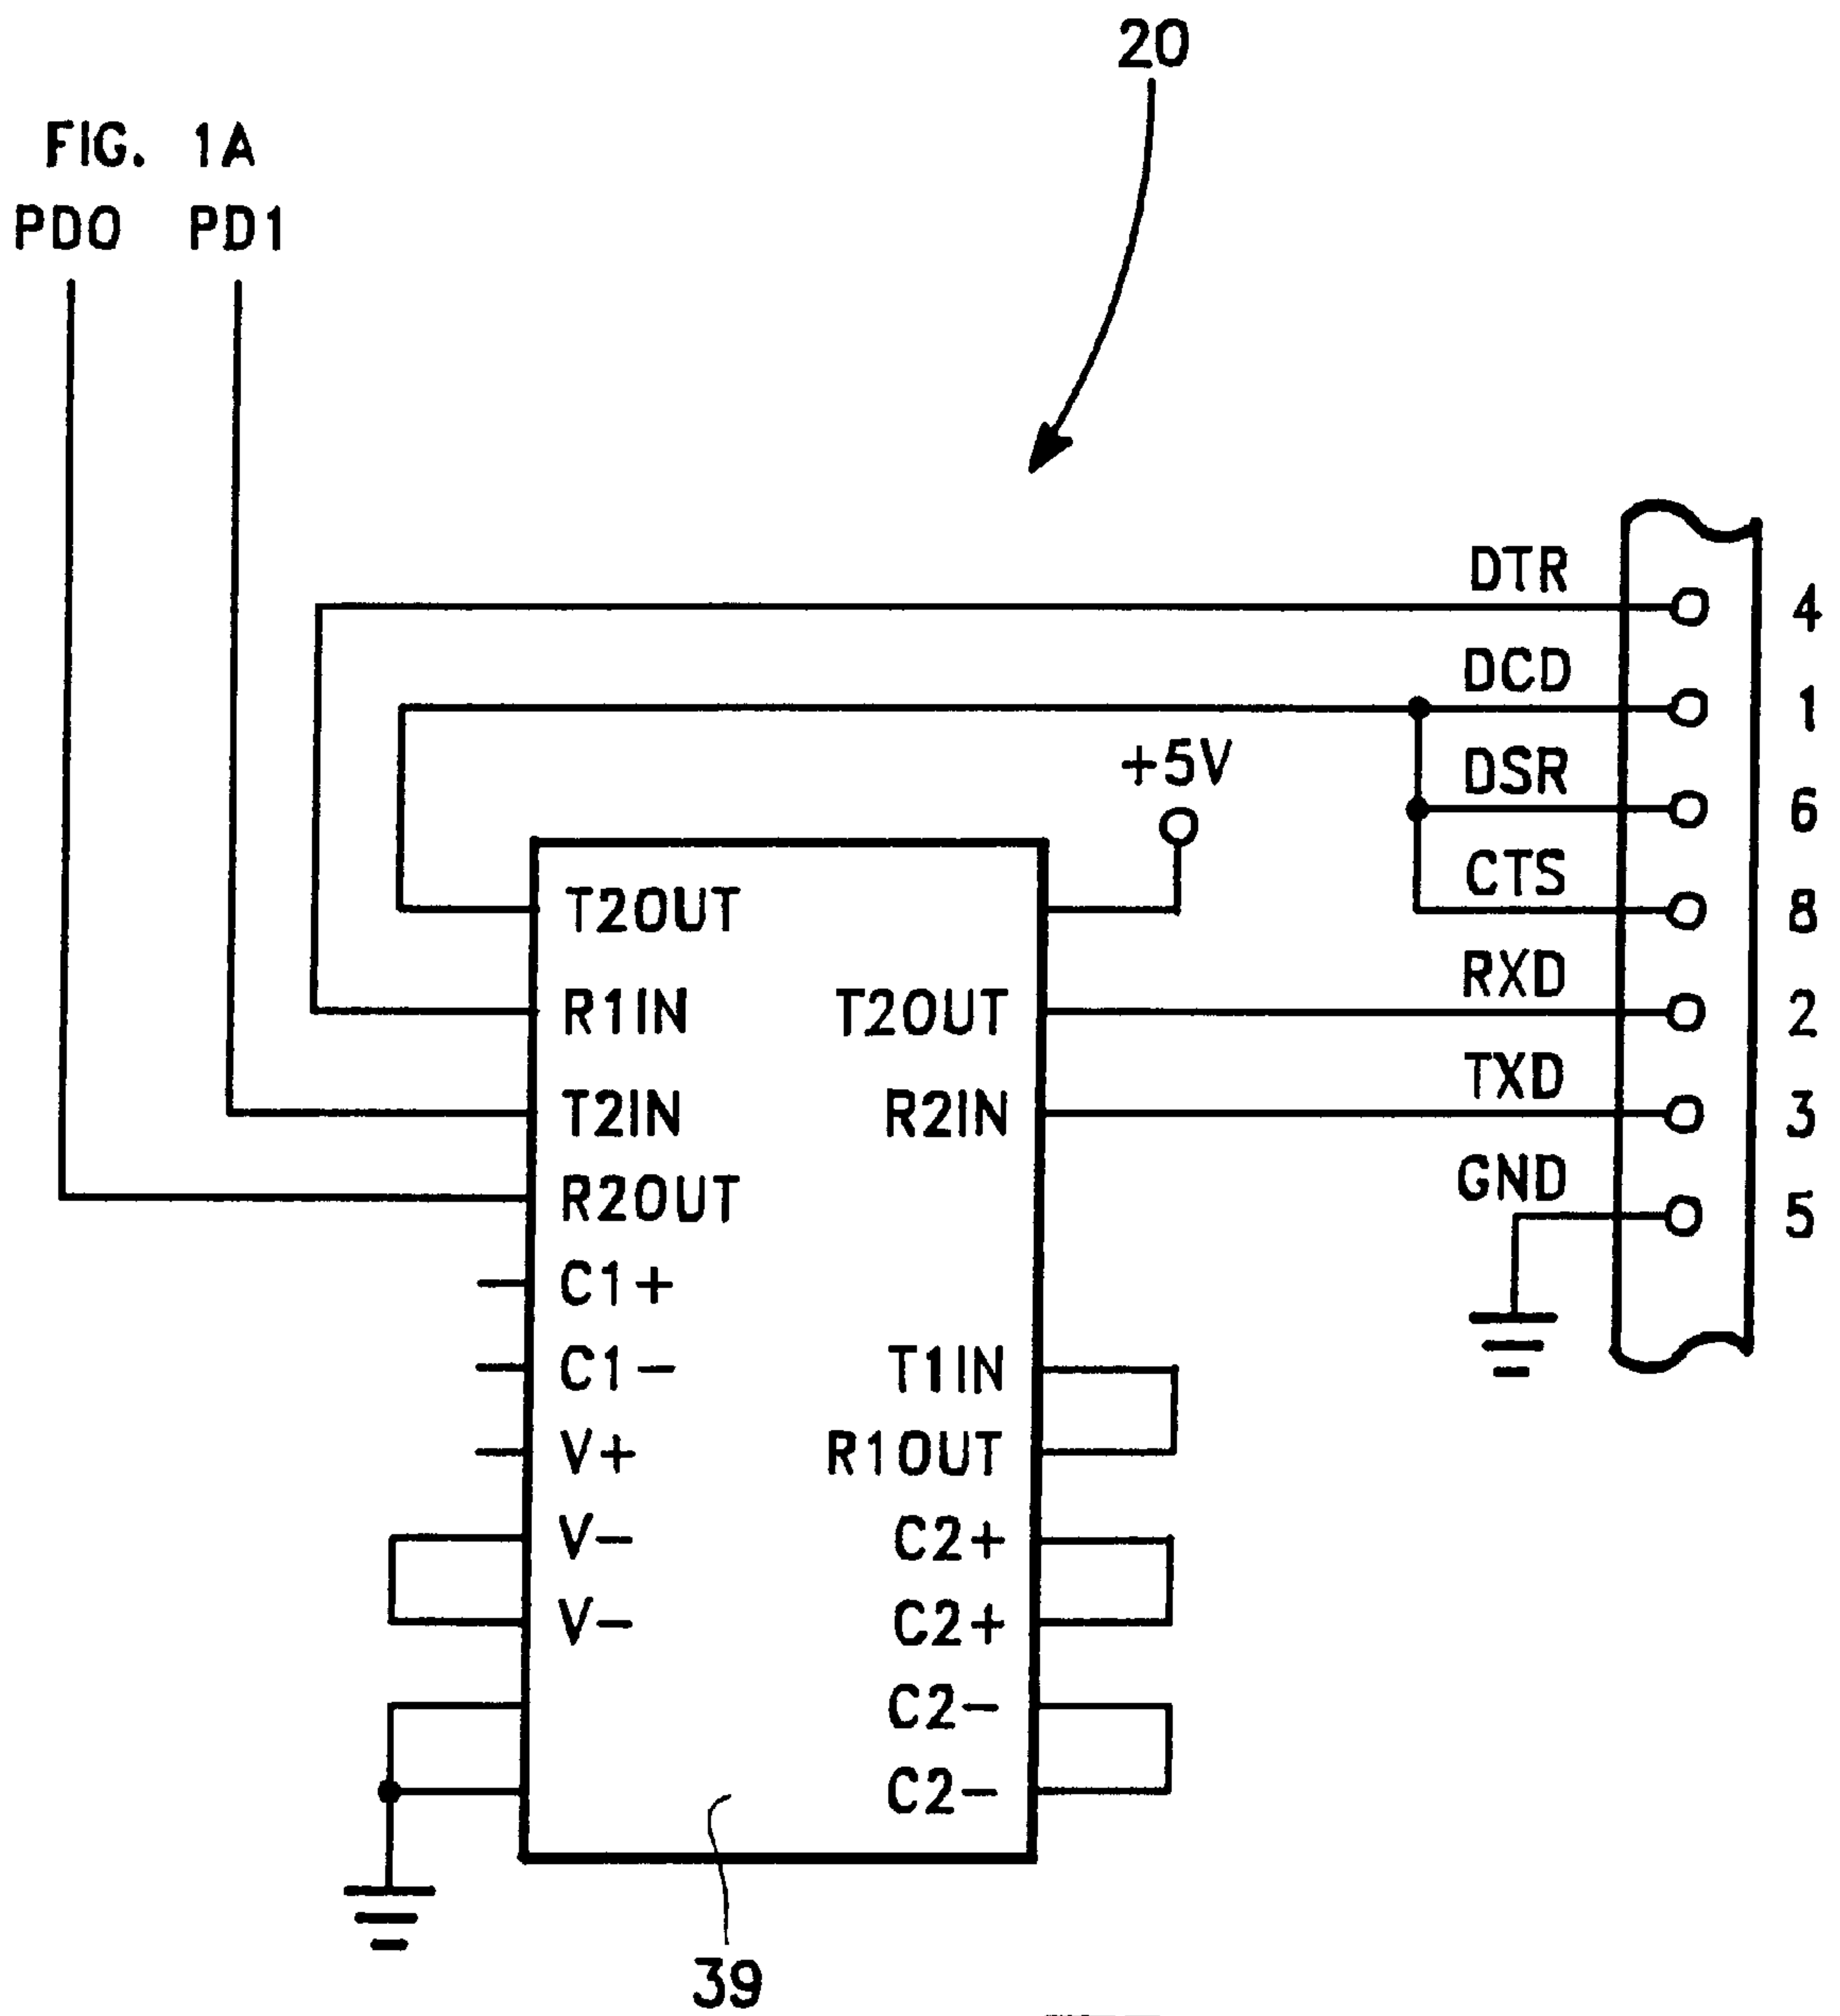 20
FIG. 1A
PD0 PD1
DTR 4
DCD 1
+5V
DSR 6
CTS 8
T2OUT
RXD 2
R1IN T2OUT
TXD 3
T2IN R2IN
GND 5
R2OUT
C1+
C1- T1IN
V+ R1OUT
V- C2+
V- C2+
C2-
C2-
39